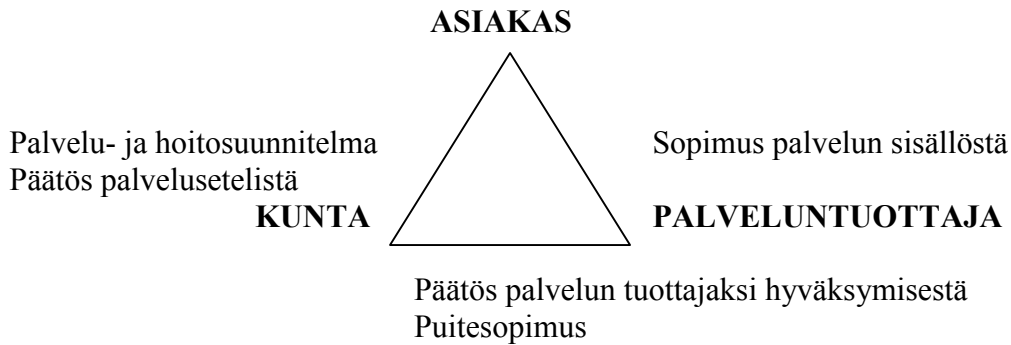 ASIAKAS
Palvelu- ja hoitosuunnitelma
Päätös palvelusetelistä
KUNTA
Sopimus palvelun sisällöstä
PALVELUNTUOTTAJA
Päätös palvelun tuottajaksi hyväksymisestä
Puitesopimus